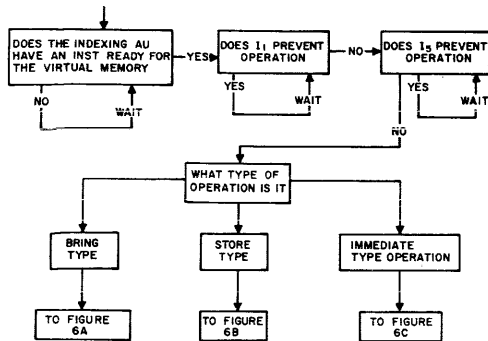 DOES THE INDEXING AU
HAVE AN INST READY FOR
THE VIRTUAL MEMORY
YES
NO
WAIT
DOES I1 PREVENT
OPERATION
NO
YES
WAIT
DOES I5 PREVENT
OPERATION
YES
WAIT
NO
WHAT TYPE OF
OPERATION IS IT
BRING
TYPE
STORE
TYPE
IMMEDIATE
TYPE OPERATION
TO FIGURE
6A
TO FIGURE
6B
TO FIGURE
6C